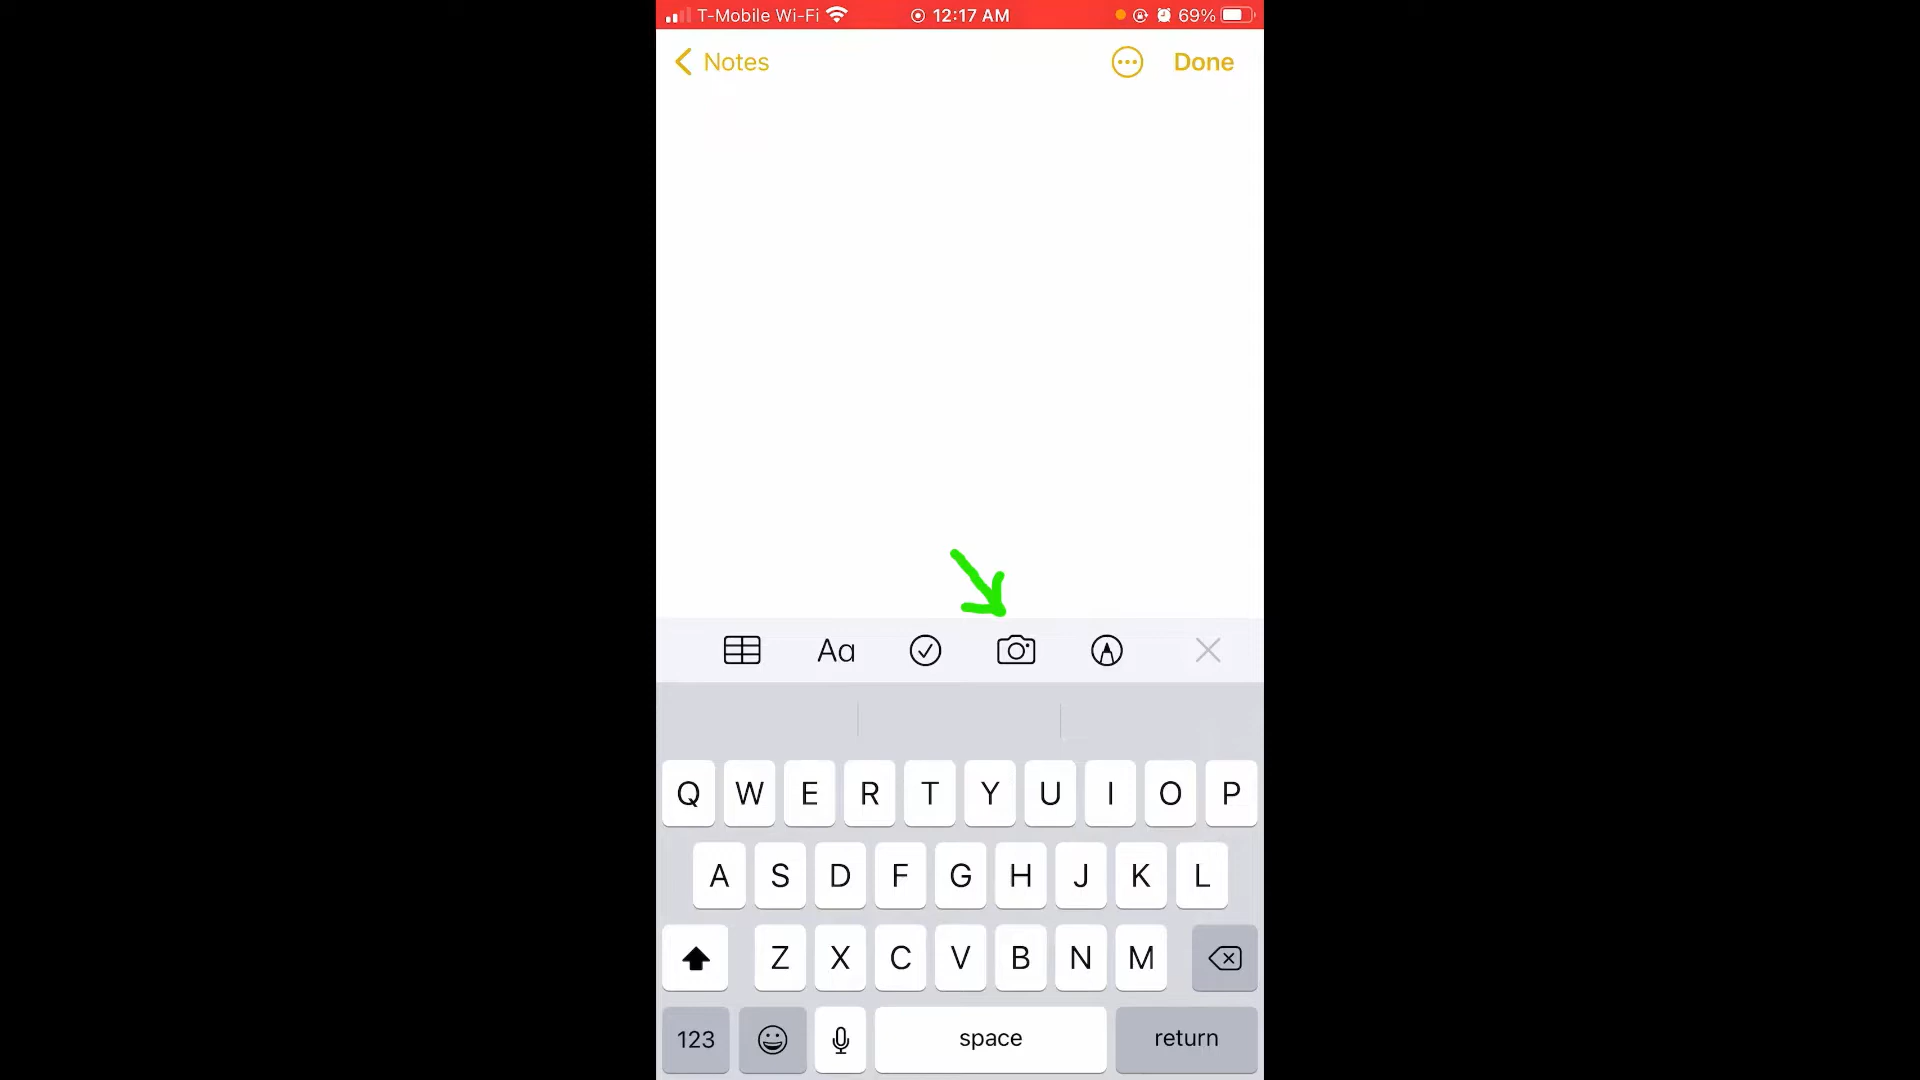 T-Mobile Wi-Fi 12:17 AM 69%
Notes Done
Aa
Q W E R T Y U I O P
A S D F G H J K L
Z X C V B N M
123 space return